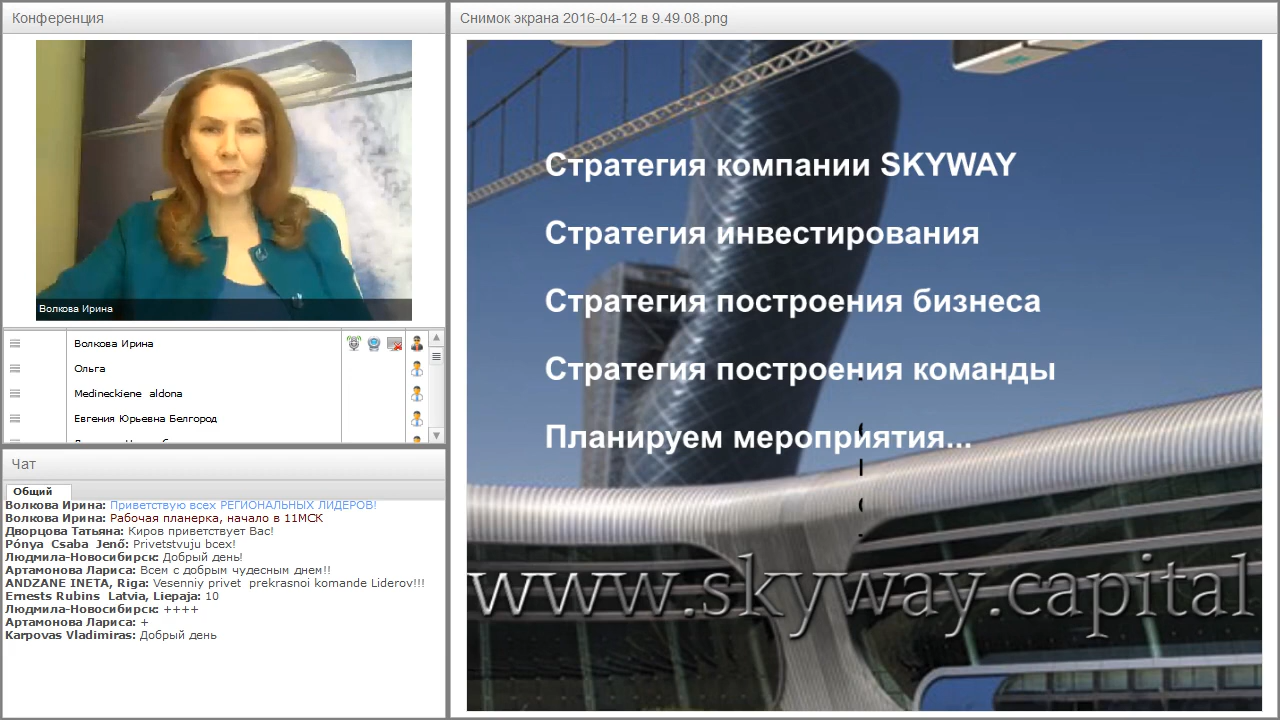 Конференция
Волкова Ирина
Волкова Ирина
Ольга
Medineckiene aldona
Евгения Юрьевна Белгород
Чат
Общий
Волкова Ирина: Приветствую всех РЕГИОНАЛЬНЫХ ЛИДЕРОВ!
Волкова Ирина: Рабочая планерка, начало в 11МСК
Дворцова Татьяна: Киров приветствует Вас!
Pónya Csaba Jenő: Privetstvuju bcex!
Людмила-Новосибирск: Добрый день!
Артамонова Лариса: Всем с добрым чудесным днем!!
ANDZANE INETA, Riga: Vesenniy privet prekrasnoi komande Liderov!!!
Ernests Rubins Latvia, Liepaja: 10
Людмила-Новосибирск: ++++
Артамонова Лариса: +
Karpovas Vladimiras: Добрый день
Снимок экрана 2016-04-12 в 9.49.08.png
Стратегия компании SKYWAY
Стратегия инвестирования
Стратегия построения бизнеса
Стратегия построения команды
Планируем мероприятия...
www.skyway.capital